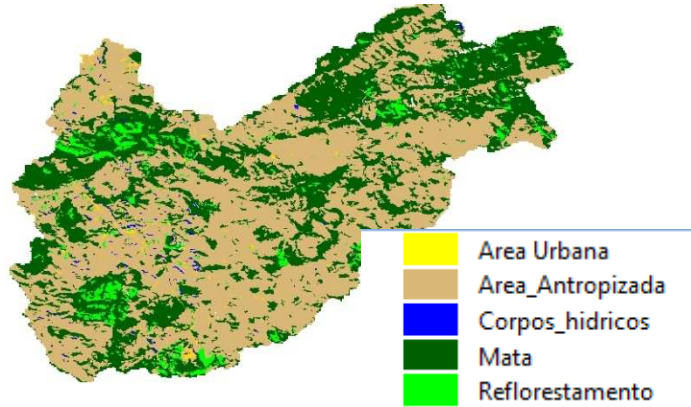 Area Urbana
Area_Antropizada
Corpos_hidricos
Mata
Reflorestamento